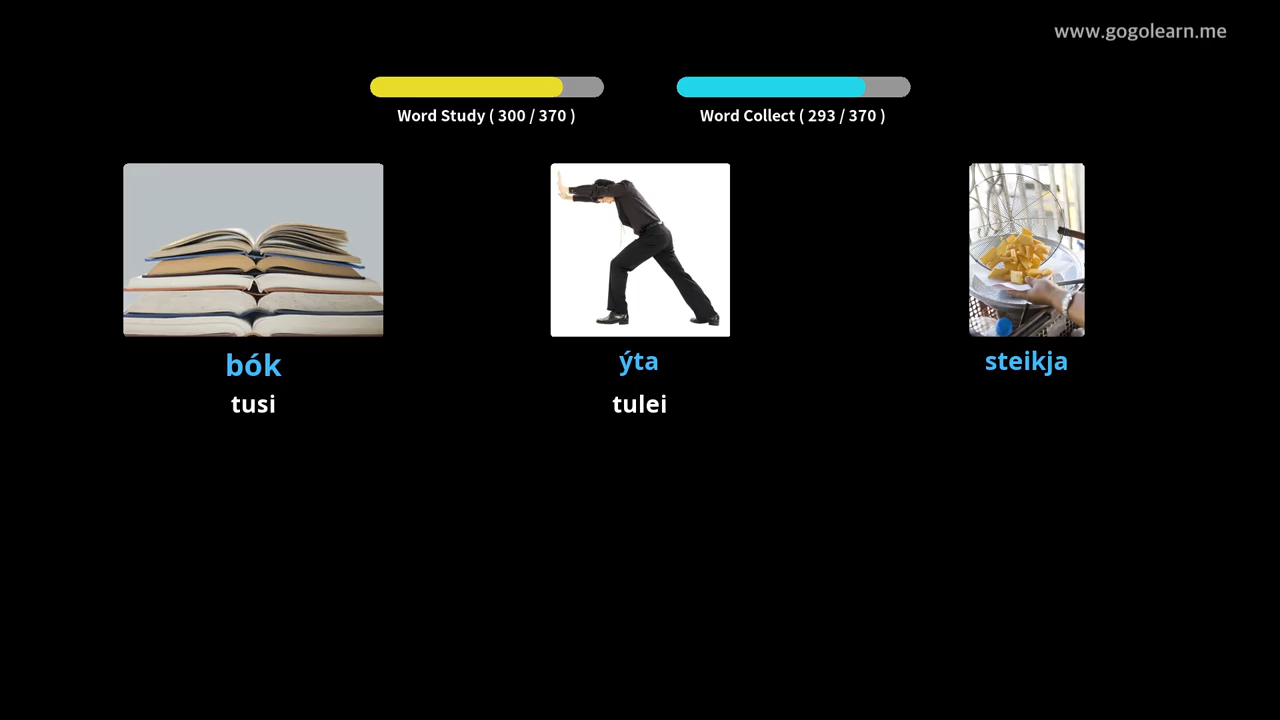 www.gogolearn.me
Word Study ( 300 / 370 )
Word Collect ( 293 / 370 )
bók
ýta
steikja
tusi
tulei